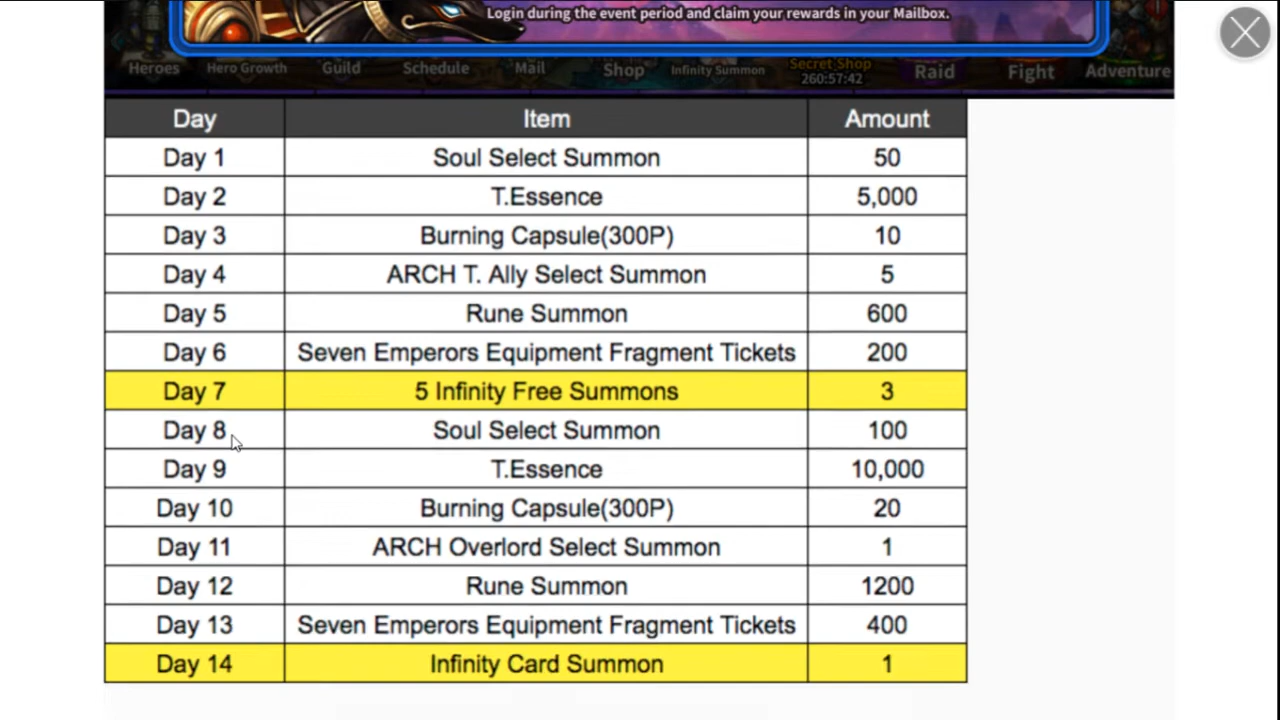 Login during the event period and claim your rewards in your Mailbox.
Heroes Hero Growth Guild Schedule Mail Shop Infinity Summon Secret Shop 260:57:42 Raid Fight Adventure
Day Item Amount
Day 1 Soul Select Summon 50
Day 2 T.Essence 5,000
Day 3 Burning Capsule(300P) 10
Day 4 ARCH T. Ally Select Summon 5
Day 5 Rune Summon 600
Day 6 Seven Emperors Equipment Fragment Tickets 200
Day 7 5 Infinity Free Summons 3
Day 8 Soul Select Summon 100
Day 9 T.Essence 10,000
Day 10 Burning Capsule(300P) 20
Day 11 ARCH Overlord Select Summon 1
Day 12 Rune Summon 1200
Day 13 Seven Emperors Equipment Fragment Tickets 400
Day 14 Infinity Card Summon 1